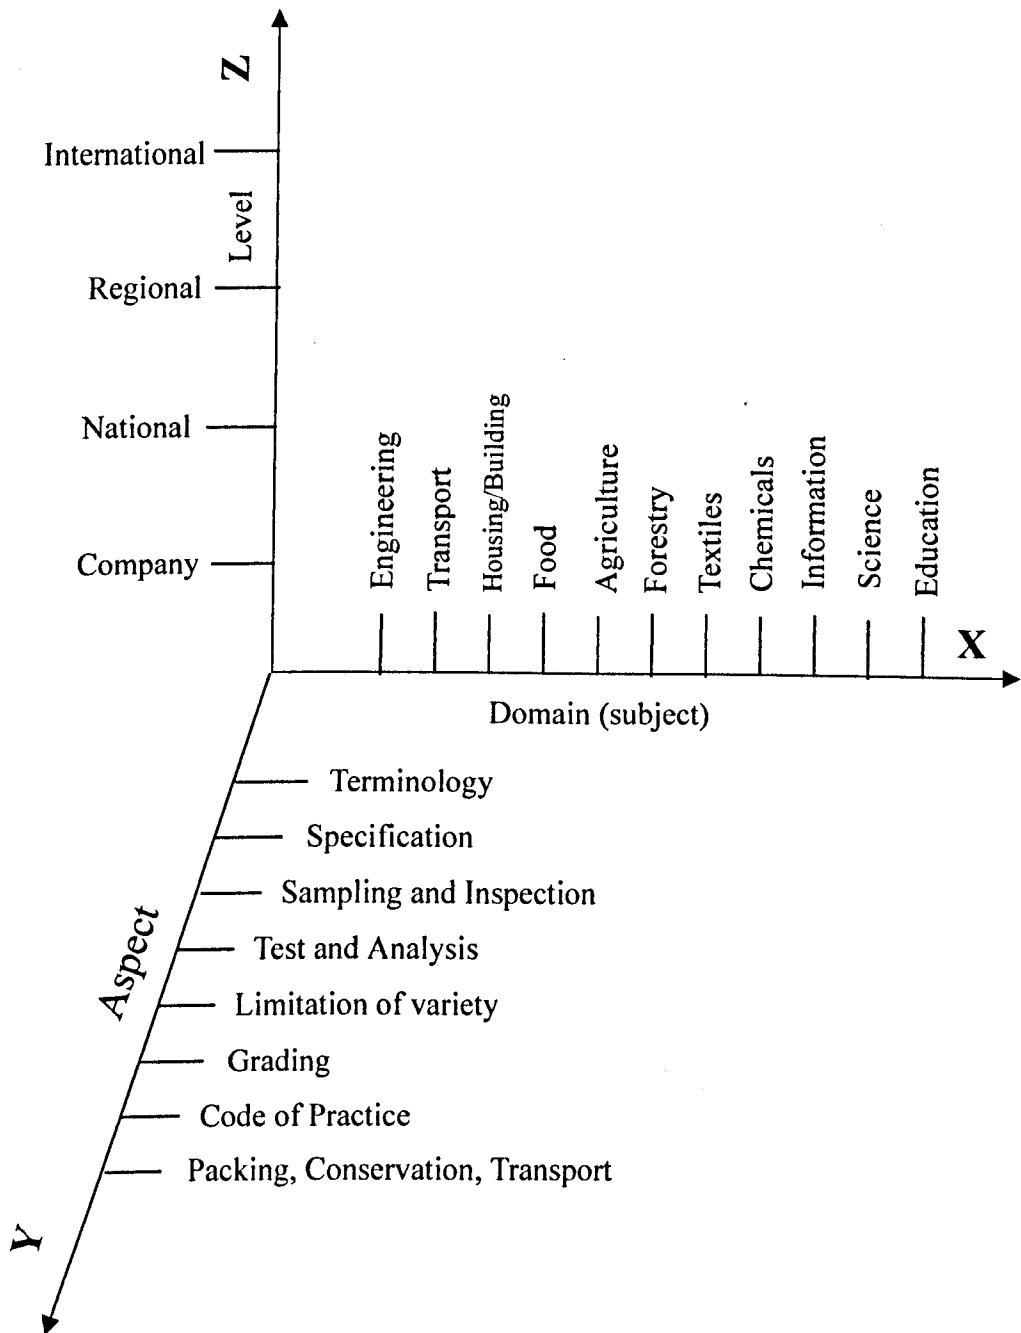 Z
International
Level
Regional
National
Company
Engineering
Transport
Housing/Building
Food
Agriculture
Forestry
Textiles
Chemicals
Information
Science
Education
X
Domain (subject)
Terminology
Specification
Sampling and Inspection
Test and Analysis
Limitation of variety
Grading
Code of Practice
Packing, Conservation, Transport
Aspect
Y